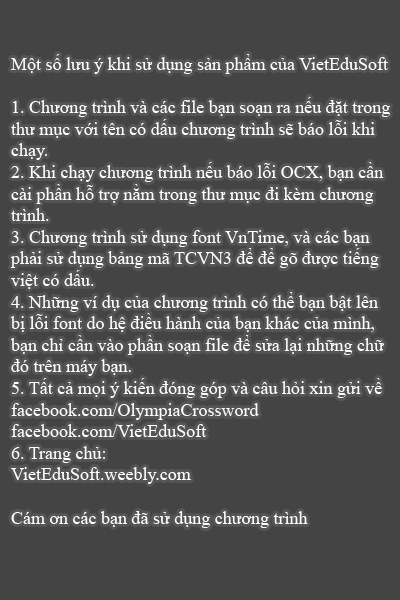 Một số lưu ý khi sử dụng sản phẩm của VietEduSoft
1. Chương trình và các file bạn soạn ra nếu đặt trong
thư mục với tên có dấu chương trình sẽ báo lỗi khi
chạy.
2. Khi chạy chương trình nếu báo lỗi OCX, bạn cần
cài phần hỗ trợ nằm trong thư mục đi kèm chương
trình.
3. Chương trình sử dụng font VnTime, và các bạn
phải sử dụng bảng mã TCVN3 để để gõ được tiếng
việt có dấu.
4. Những ví dụ của chương trình có thể bạn bật lên
bị lỗi font do hệ điều hành của bạn khác của mình,
bạn chỉ cần vào phần soạn file để sửa lại những chữ
đó trên máy bạn.
5. Tất cả mọi ý kiến đóng góp và câu hỏi xin gửi về
facebook.com/OlympiaCrossword
facebook.com/VietEduSoft
6. Trang chủ:
VietEduSoft.weebly.com
Cám ơn các bạn đã sử dụng chương trình